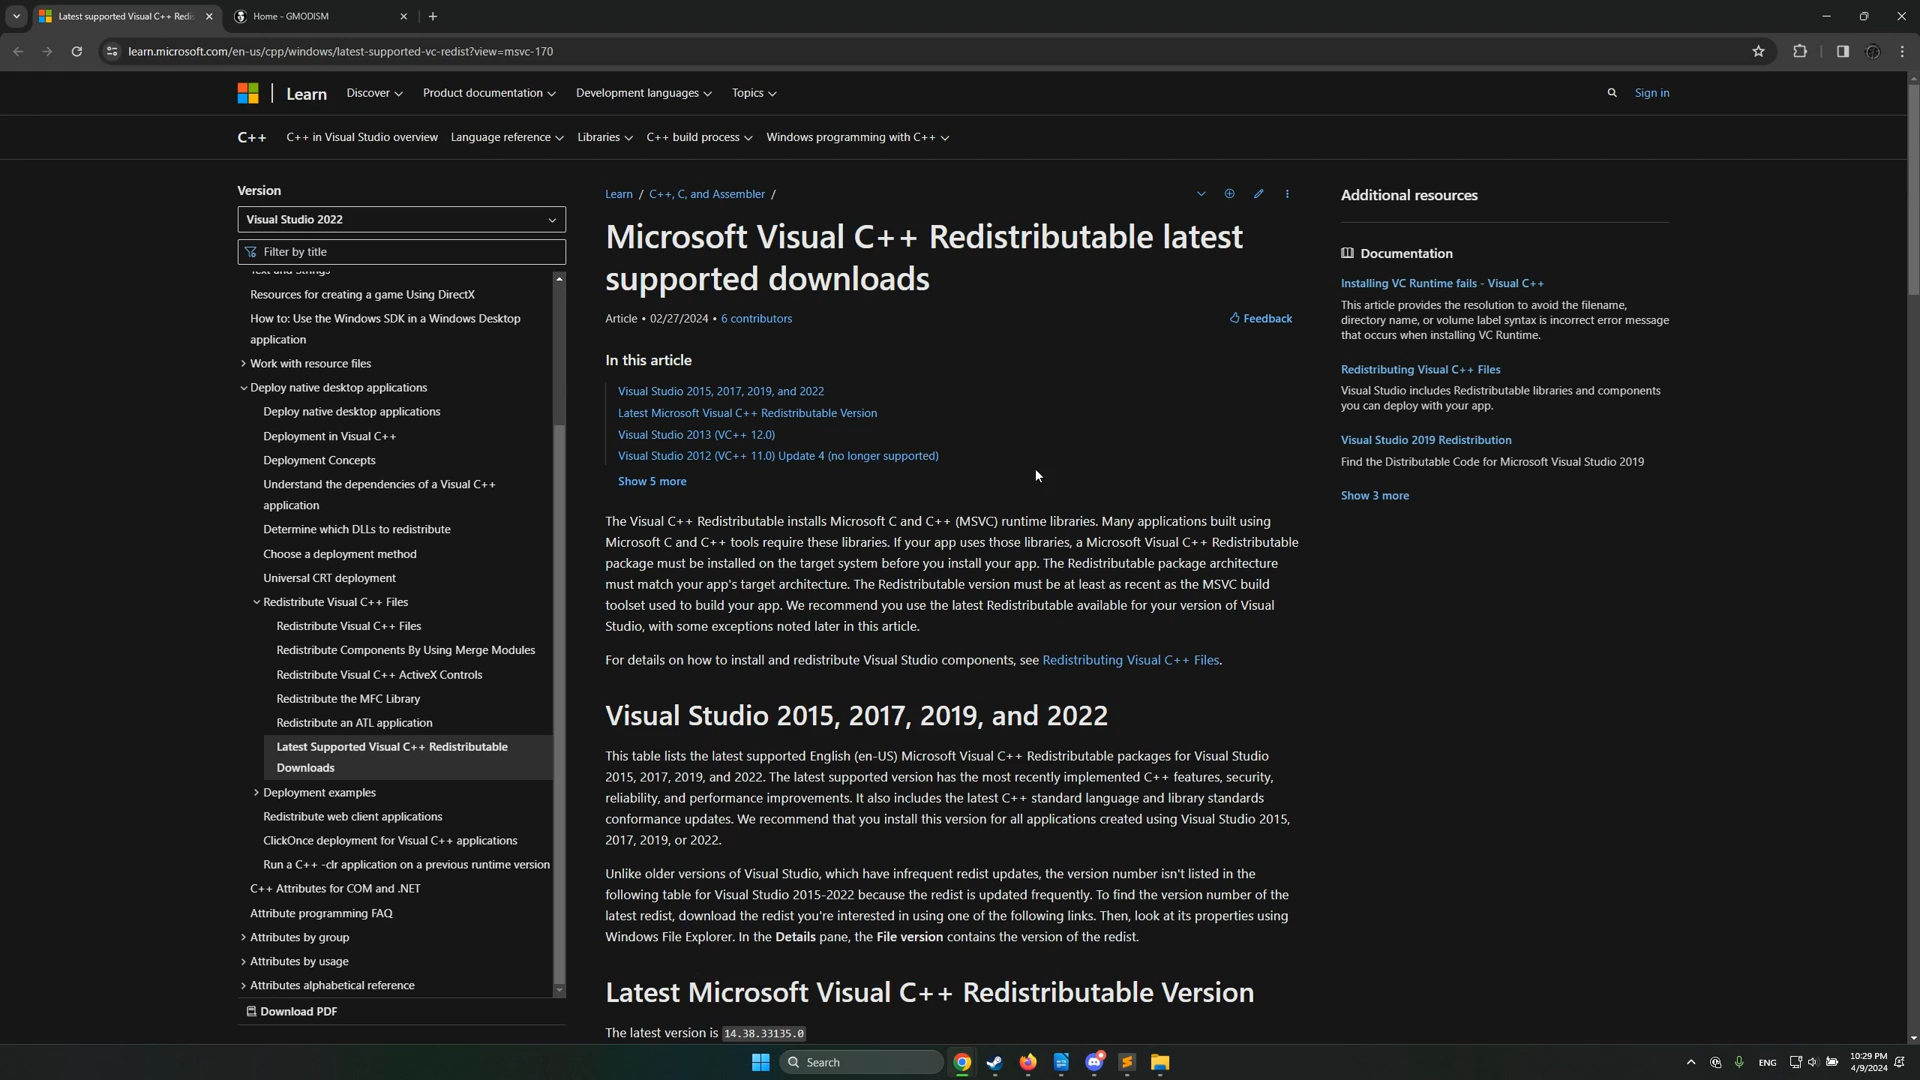 Latest supported Visual C++ Redis
Home - GMODISM
learn.microsoft.com/en-us/cpp/windows/latest-supported-vc-redist?view=msvc-170
Learn
Discover
Product documentation
Development languages
Topics
Sign in
C++
C++ in Visual Studio overview
Language reference
Libraries
C++ build process
Windows programming with C++
Version
Visual Studio 2022
Filter by title
Text and Strings
Resources for creating a game Using DirectX
How to: Use the Windows SDK in a Windows Desktop
application
Work with resource files
Deploy native desktop applications
Deploy native desktop applications
Deployment in Visual C++
Deployment Concepts
Understand the dependencies of a Visual C++
application
Determine which DLLs to redistribute
Choose a deployment method
Universal CRT deployment
Redistribute Visual C++ Files
Redistribute Visual C++ Files
Redistribute Components By Using Merge Modules
Redistribute Visual C++ ActiveX Controls
Redistribute the MFC Library
Redistribute an ATL application
Latest Supported Visual C++ Redistributable
Downloads
Deployment examples
Redistribute web client applications
ClickOnce deployment for Visual C++ applications
Run a C++ -clr application on a previous runtime version
C++ Attributes for COM and .NET
Attribute programming FAQ
Attributes by group
Attributes by usage
Attributes alphabetical reference
Download PDF
Learn / C++, C, and Assembler /
Microsoft Visual C++ Redistributable latest
supported downloads
Article • 02/27/2024 • 6 contributors
Feedback
In this article
Visual Studio 2015, 2017, 2019, and 2022
Latest Microsoft Visual C++ Redistributable Version
Visual Studio 2013 (VC++ 12.0)
Visual Studio 2012 (VC++ 11.0) Update 4 (no longer supported)
Show 5 more
The Visual C++ Redistributable installs Microsoft C and C++ (MSVC) runtime libraries. Many applications built using
Microsoft C and C++ tools require these libraries. If your app uses those libraries, a Microsoft Visual C++ Redistributable
package must be installed on the target system before you install your app. The Redistributable package architecture
must match your app's target architecture. The Redistributable version must be at least as recent as the MSVC build
toolset used to build your app. We recommend you use the latest Redistributable available for your version of Visual
Studio, with some exceptions noted later in this article.
For details on how to install and redistribute Visual Studio components, see Redistributing Visual C++ Files.
Visual Studio 2015, 2017, 2019, and 2022
This table lists the latest supported English (en-US) Microsoft Visual C++ Redistributable packages for Visual Studio
2015, 2017, 2019, and 2022. The latest supported version has the most recently implemented C++ features, security,
reliability, and performance improvements. It also includes the latest C++ standard language and library standards
conformance updates. We recommend that you install this version for all applications created using Visual Studio 2015,
2017, 2019, or 2022.
Unlike older versions of Visual Studio, which have infrequent redist updates, the version number isn't listed in the
following table for Visual Studio 2015-2022 because the redist is updated frequently. To find the version number of the
latest redist, download the redist you're interested in using one of the following links. Then, look at its properties using
Windows File Explorer. In the Details pane, the File version contains the version of the redist.
Latest Microsoft Visual C++ Redistributable Version
The latest version is 14.38.33135.0
Additional resources
Documentation
Installing VC Runtime fails - Visual C++
This article provides the resolution to avoid the filename,
directory name, or volume label syntax is incorrect error message
that occurs when installing VC Runtime.
Redistributing Visual C++ Files
Visual Studio includes Redistributable libraries and components
you can deploy with your app.
Visual Studio 2019 Redistribution
Find the Distributable Code for Microsoft Visual Studio 2019
Show 3 more
Search
ENG
10:29 PM
4/9/2024